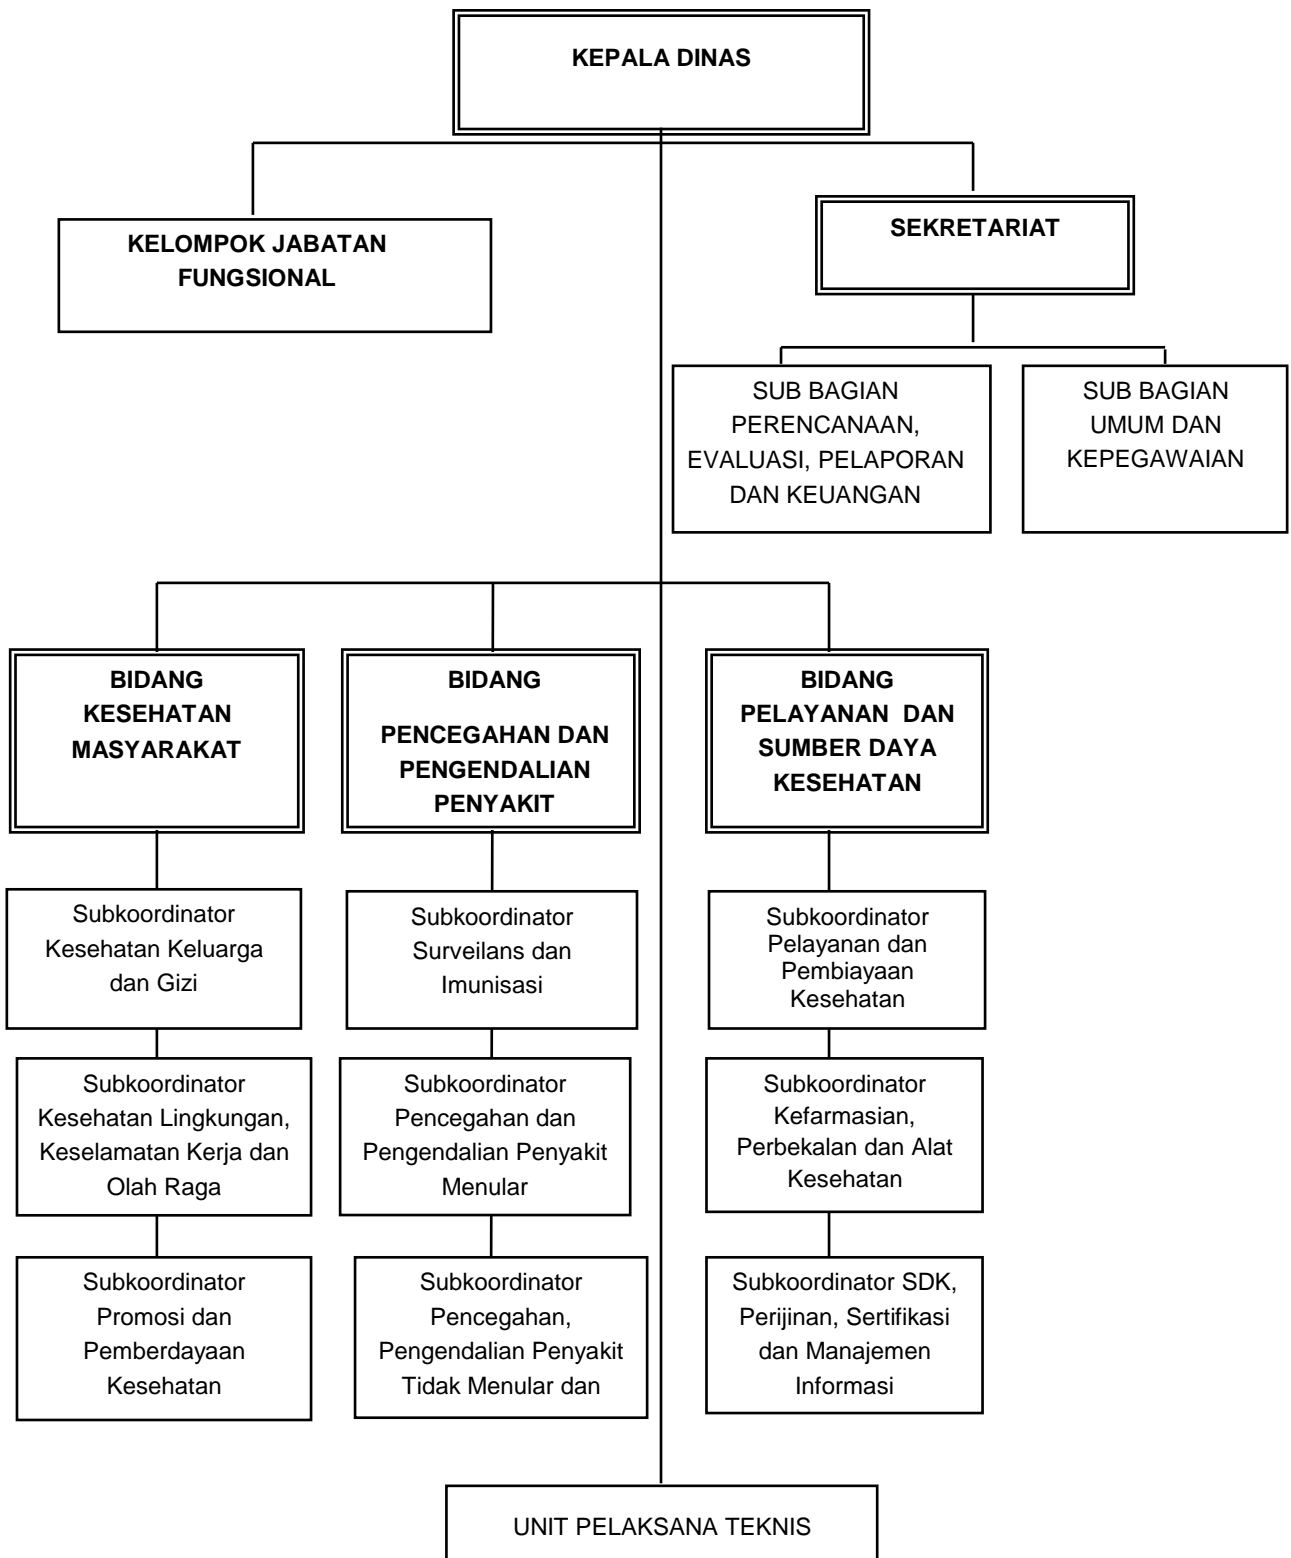 KEPALA DINAS
KELOMPOK JABATAN
FUNGSIONAL
SEKRETARIAT
SUB BAGIAN
PERENCANAAN,
EVALUASI, PELAPORAN
DAN KEUANGAN
SUB BAGIAN
UMUM DAN
KEPEGAWAIAN
BIDANG
KESEHATAN
MASYARAKAT
BIDANG
PENCEGAHAN DAN
PENGENDALIAN
PENYAKIT
BIDANG
PELAYANAN DAN
SUMBER DAYA
KESEHATAN
Subkoordinator
Kesehatan Keluarga
dan Gizi
Subkoordinator
Surveilans dan
Imunisasi
Subkoordinator
Pelayanan dan
Pembiayaan
Kesehatan
Subkoordinator
Kesehatan Lingkungan,
Keselamatan Kerja dan
Olah Raga
Subkoordinator
Pencegahan dan
Pengendalian Penyakit
Menular
Subkoordinator
Kefarmasian,
Perbekalan dan Alat
Kesehatan
Subkoordinator
Promosi dan
Pemberdayaan
Kesehatan
Subkoordinator
Pencegahan,
Pengendalian Penyakit
Tidak Menular dan
Subkoordinator SDK,
Perijinan, Sertifikasi
dan Manajemen
Informasi
UNIT PELAKSANA TEKNIS